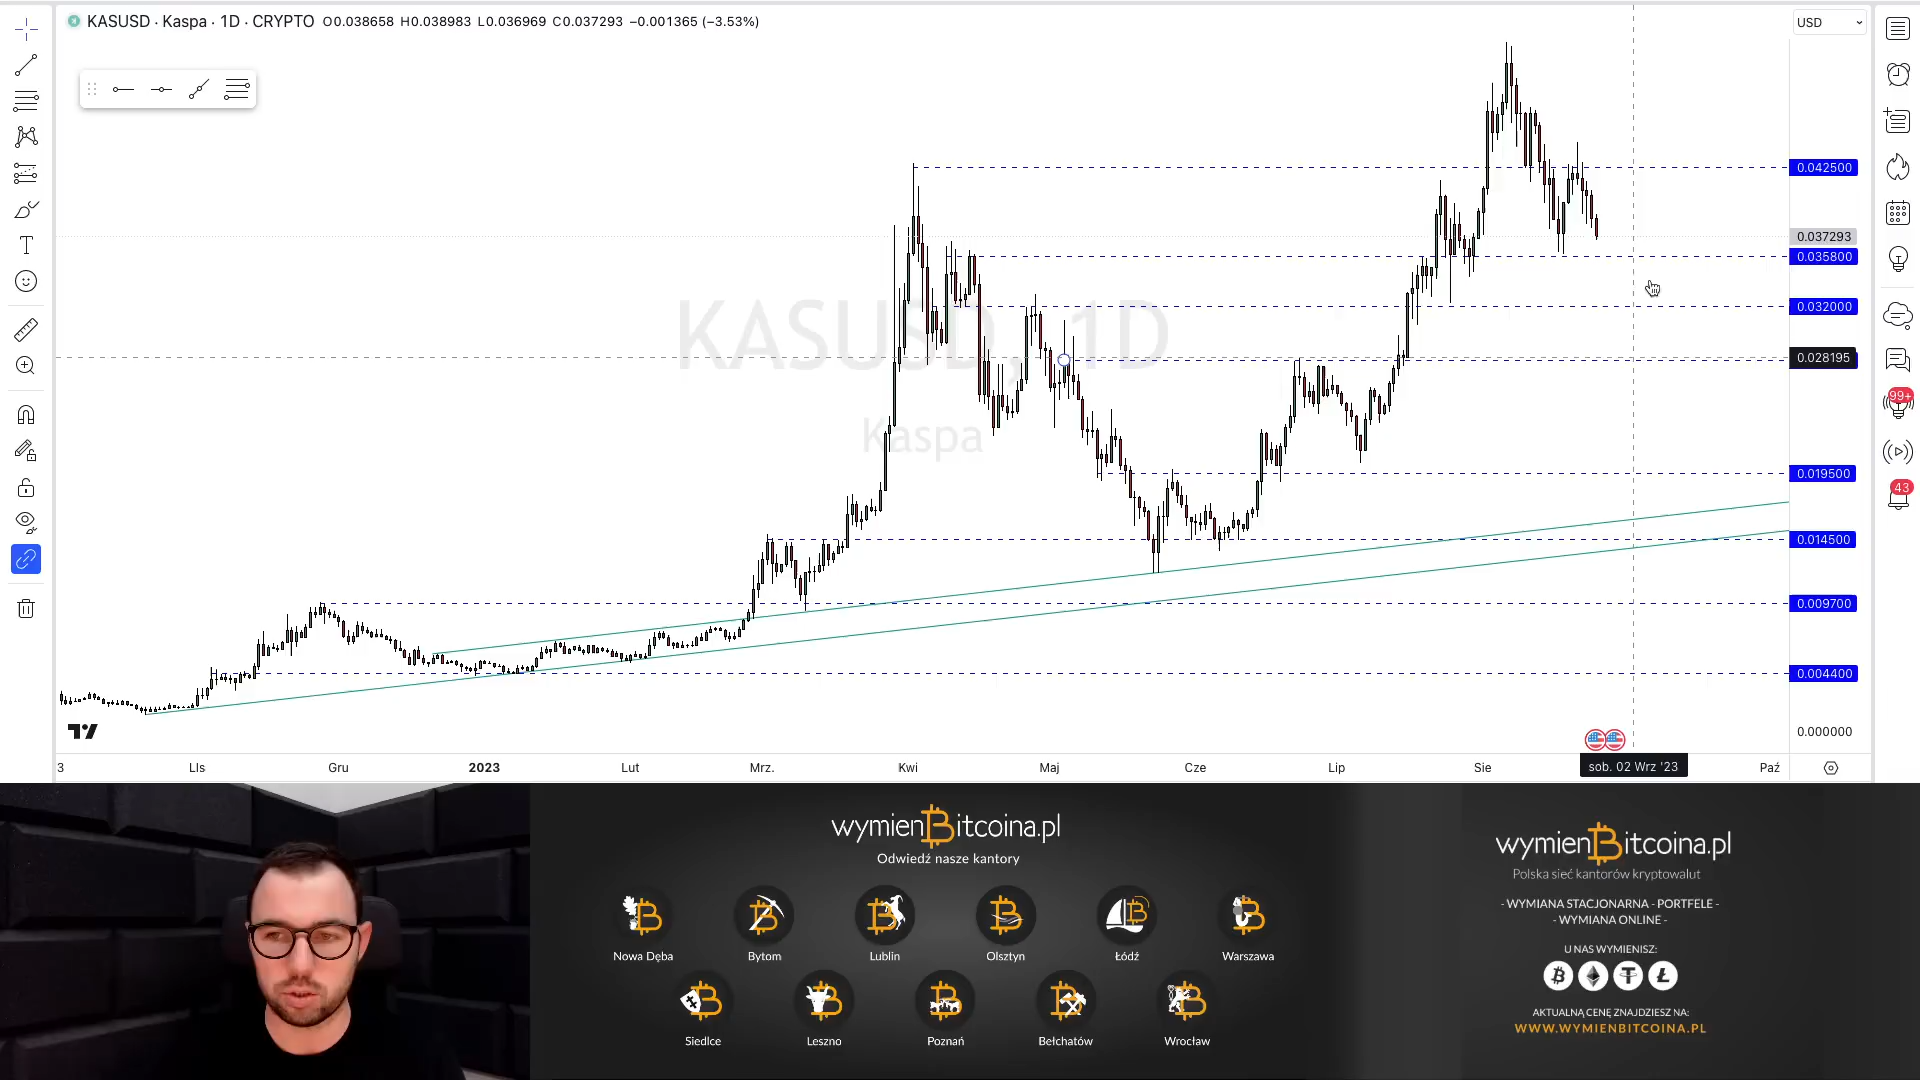 KASUSD · Kaspa · 1D · CRYPTO O0.038658 H0.038983 L0.036969 C0.037293 −0.001365 (−3.53%)
USD
KASUSD, 1D
Kaspa
0.042500
0.037293
0.035800
0.032000
0.028195
0.019500
0.014500
0.009700
0.004400
0.000000
99+
43
3 LIs Gru 2023 Lut Mrz. Kwi Maj Cze Lip Sie sob. 02 Wrz '23 Paź
wymienBitcoina.pl
Odwiedź nasze kantory
Nowa Dęba Bytom Lublin Olsztyn Łódź Warszawa
Siedlce Leszno Poznań Bełchatów Wrocław
wymienBitcoina.pl
Polska sieć kantorów kryptowalut
- WYMIANA STACJONARNA - PORTFELE -
- WYMIANA ONLINE -
U NAS WYMIENISZ:
AKTUALNĄ CENĘ ZNAJDZIESZ NA:
WWW.WYMIENBITCOINA.PL